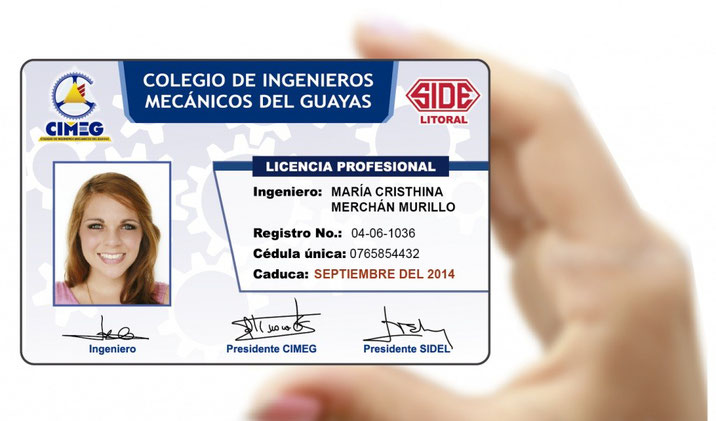 COLEGIO DE INGENIEROS
MECÁNICOS DEL GUAYAS
CIMEG
SIDE
LITORAL
LICENCIA PROFESIONAL
Ingeniero: MARÍA CRISTHINA
MERCHÁN MURILLO
Registro No.: 04-06-1036
Cédula única: 0765854432
Caduca: SEPTIEMBRE DEL 2014
Ingeniero
Presidente CIMEG
Presidente SIDEL